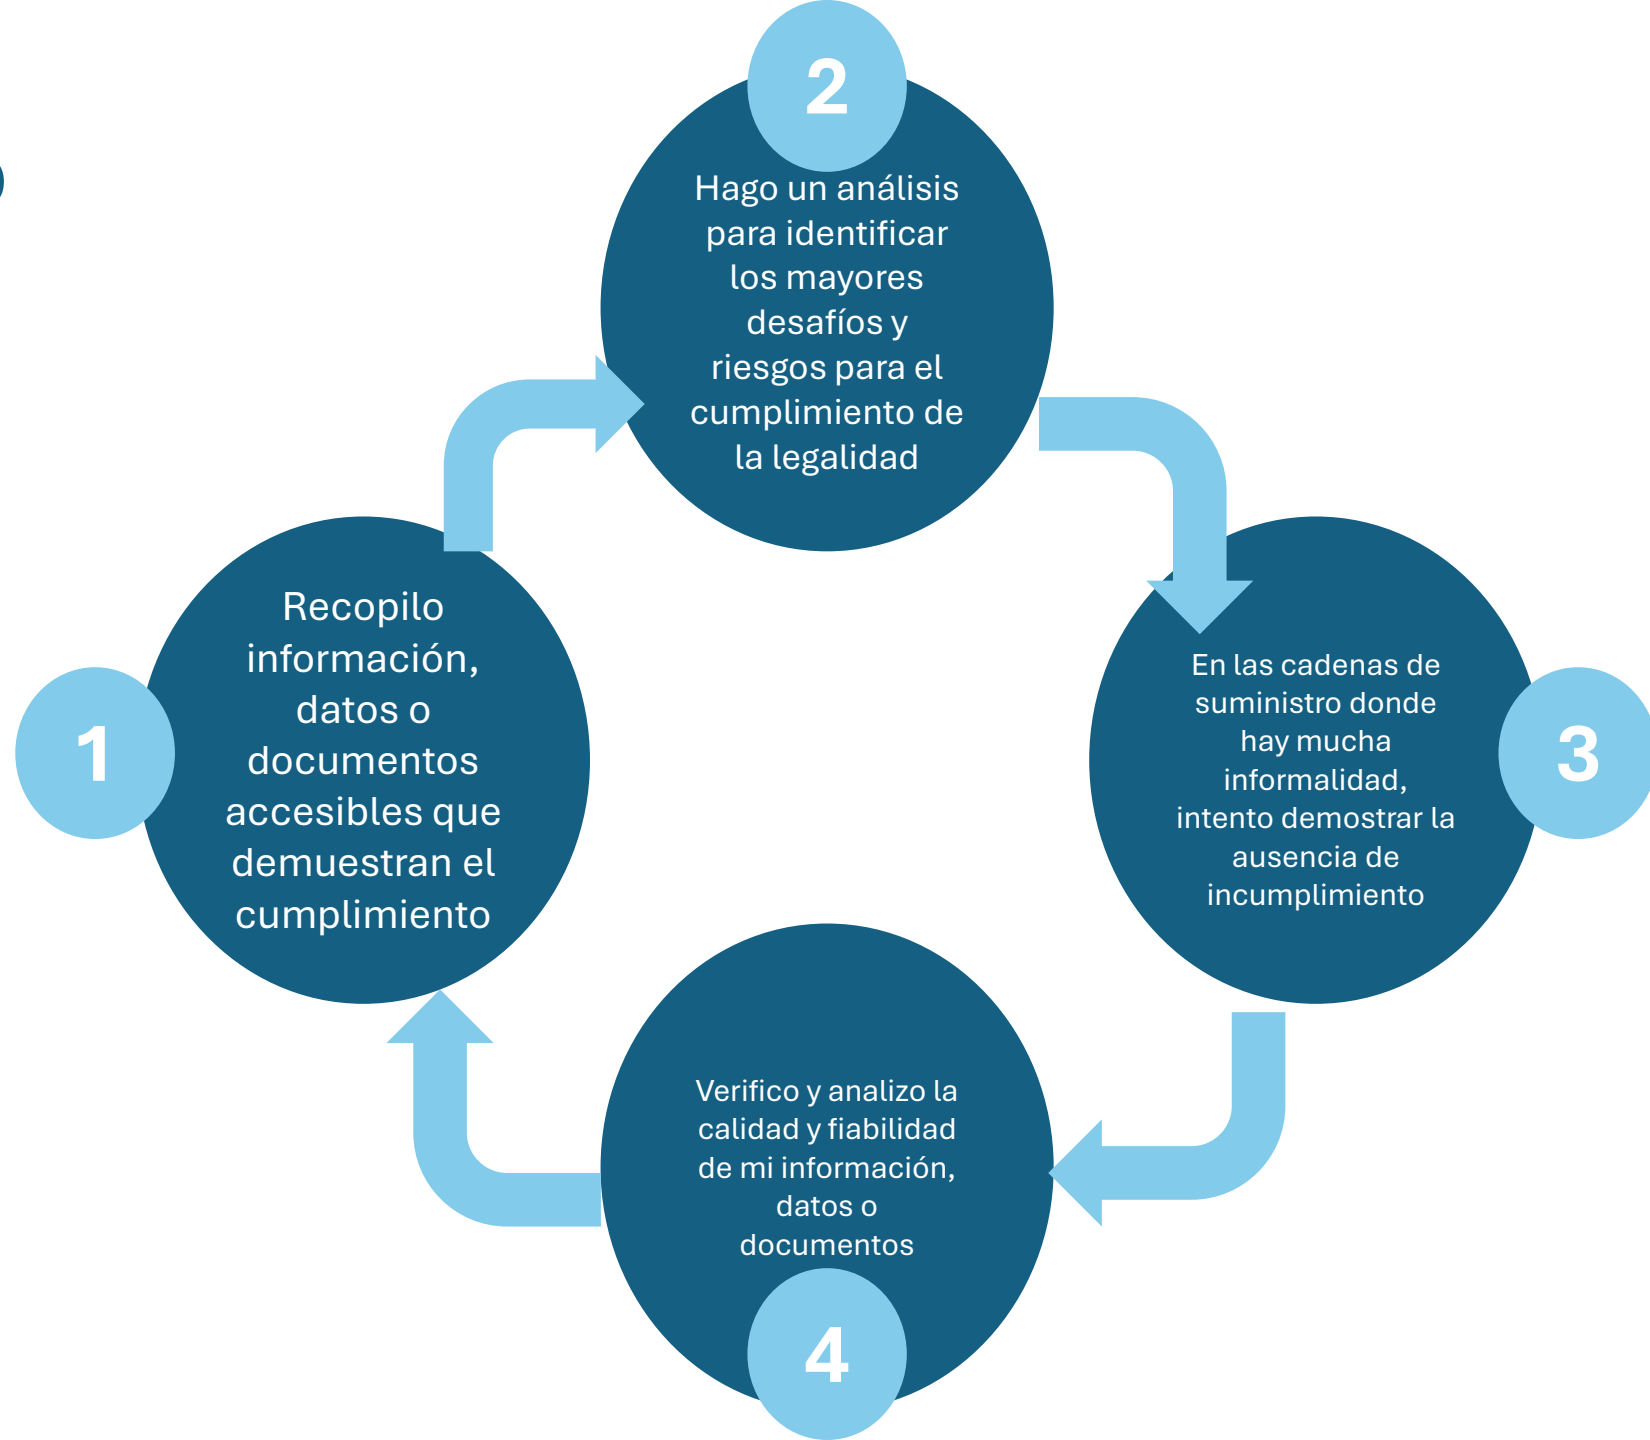 1
Recopilo
información,
datos o
documentos
accesibles que
demuestran el
cumplimiento
2
Hago un análisis
para identificar
los mayores
desafíos y
riesgos para el
cumplimiento de
la legalidad
3
En las cadenas de
suministro donde
hay mucha
informalidad,
intento demostrar la
ausencia de
incumplimiento
4
Verifico y analizo la
calidad y fiabilidad
de mi información,
datos o
documentos